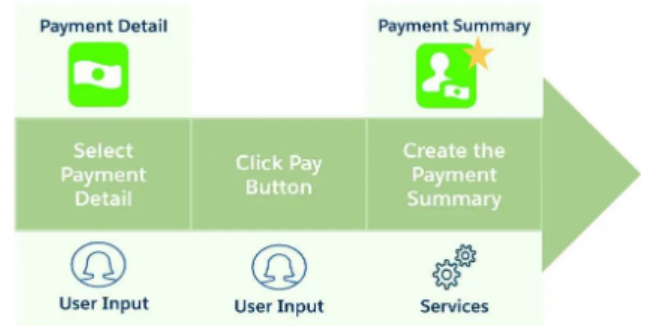 Payment Detail
Payment Summary
Select
Payment
Detail
Click Pay
Button
Create the
Payment
Summary
User Input
User Input
Services